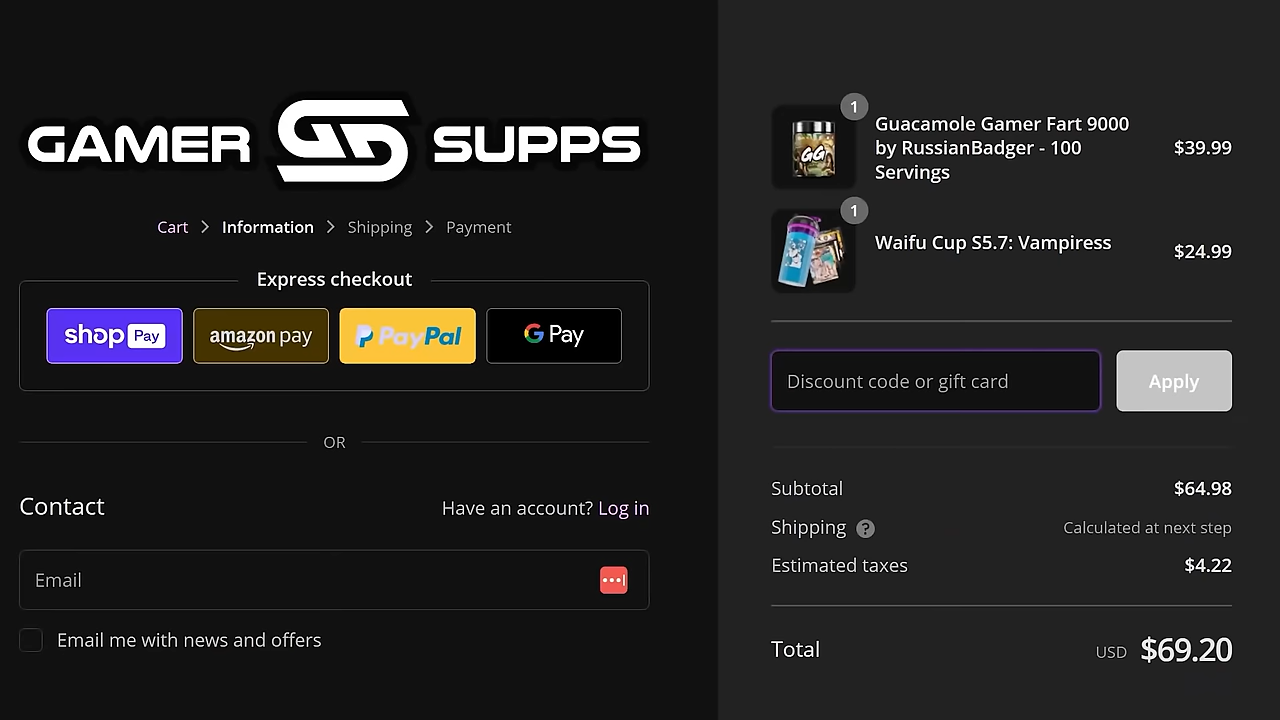 GAMER GS SUPPS
Cart > Information > Shipping > Payment
Express checkout
shop Pay
amazon pay
PayPal
G Pay
OR
Contact
Have an account? Log in
Email
Email me with news and offers
1
GG
Guacamole Gamer Fart 9000
by RussianBadger - 100
Servings
$39.99
1
Waifu Cup S5.7: Vampiress
$24.99
Discount code or gift card
Apply
Subtotal
$64.98
Shipping ?
Calculated at next step
Estimated taxes
$4.22
Total
USD $69.20